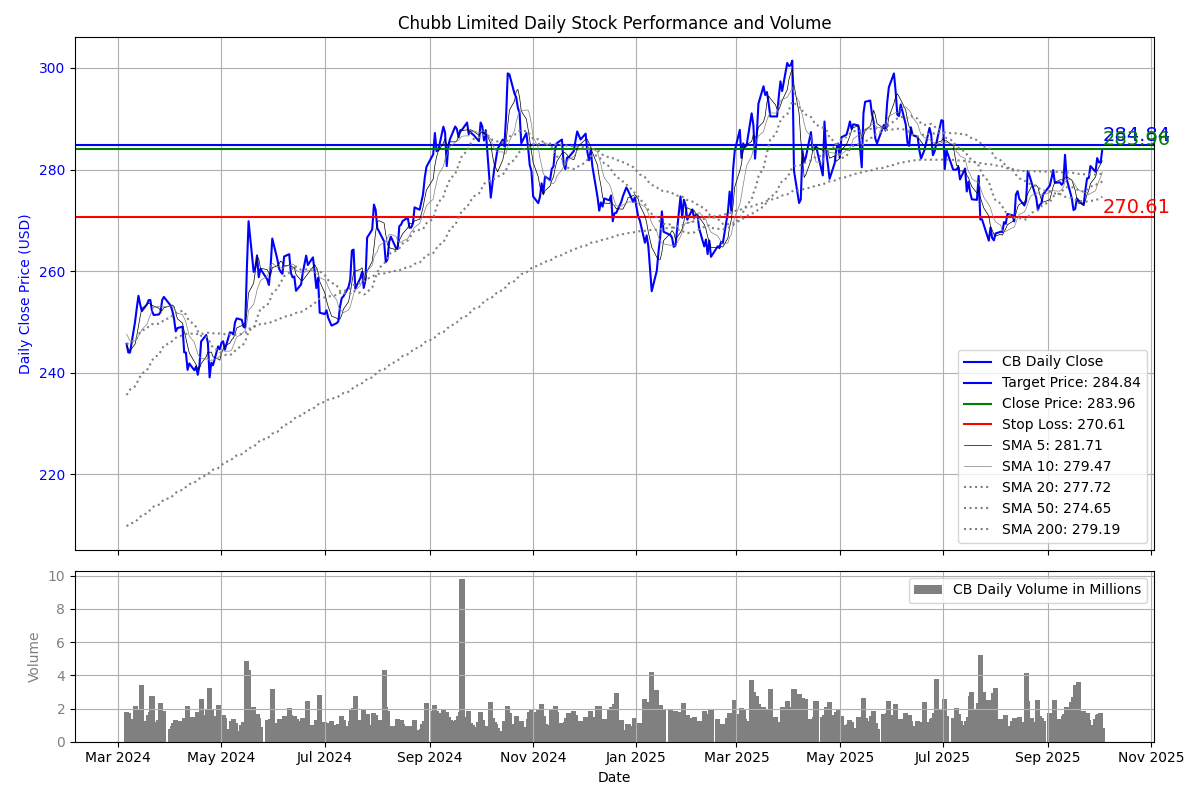 Chubb Limited Daily Stock Performance and Volume
Daily Close Price (USD)
300
280
260
240
220
284.84
283.96
270.61
CB Daily Close
Target Price: 284.84
Close Price: 283.96
Stop Loss: 270.61
SMA 5: 281.71
SMA 10: 279.47
SMA 20: 277.72
SMA 50: 274.65
SMA 200: 279.19
Volume
10
8
6
4
2
0
CB Daily Volume in Millions
Mar 2024 May 2024 Jul 2024 Sep 2024 Nov 2024 Jan 2025 Mar 2025 May 2025 Jul 2025 Sep 2025 Nov 2025
Date